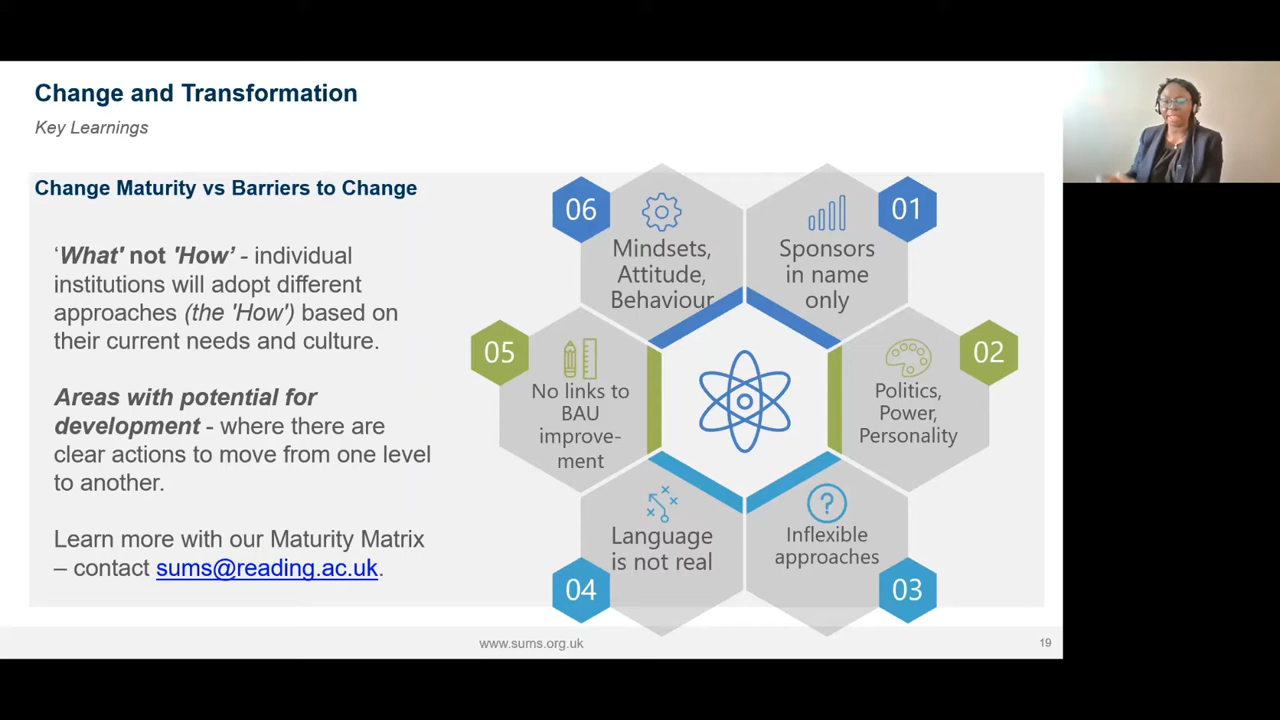 Change and Transformation
Key Learnings
Change Maturity vs Barriers to Change
‘What' not 'How’ - individual
institutions will adopt different
approaches (the 'How') based on
their current needs and culture.
Areas with potential for
development - where there are
clear actions to move from one level
to another.
Learn more with our Maturity Matrix
– contact sums@reading.ac.uk.
06
Mindsets,
Attitude,
Behaviour
01
Sponsors
in name
only
05
No links to
BAU
improve-
ment
02
Politics,
Power,
Personality
04
Language
is not real
03
Inflexible
approaches
?
www.sums.org.uk
19